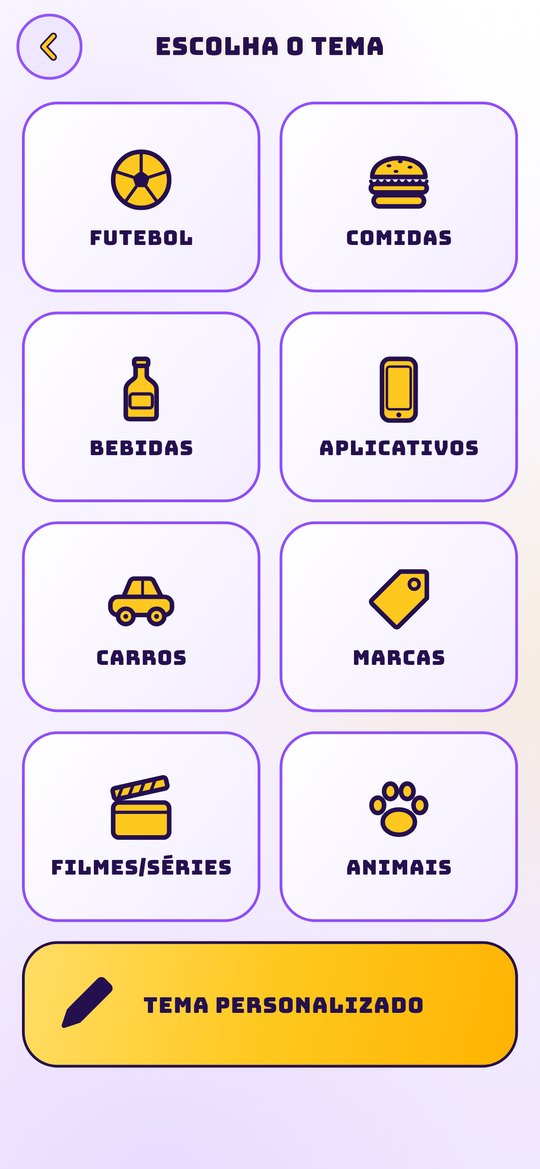 ESCOLHA O TEMA
FUTEBOL
COMIDAS
BEBIDAS
APLICATIVOS
CARROS
MARCAS
FILMES/SÉRIES
ANIMAIS
TEMA PERSONALIZADO